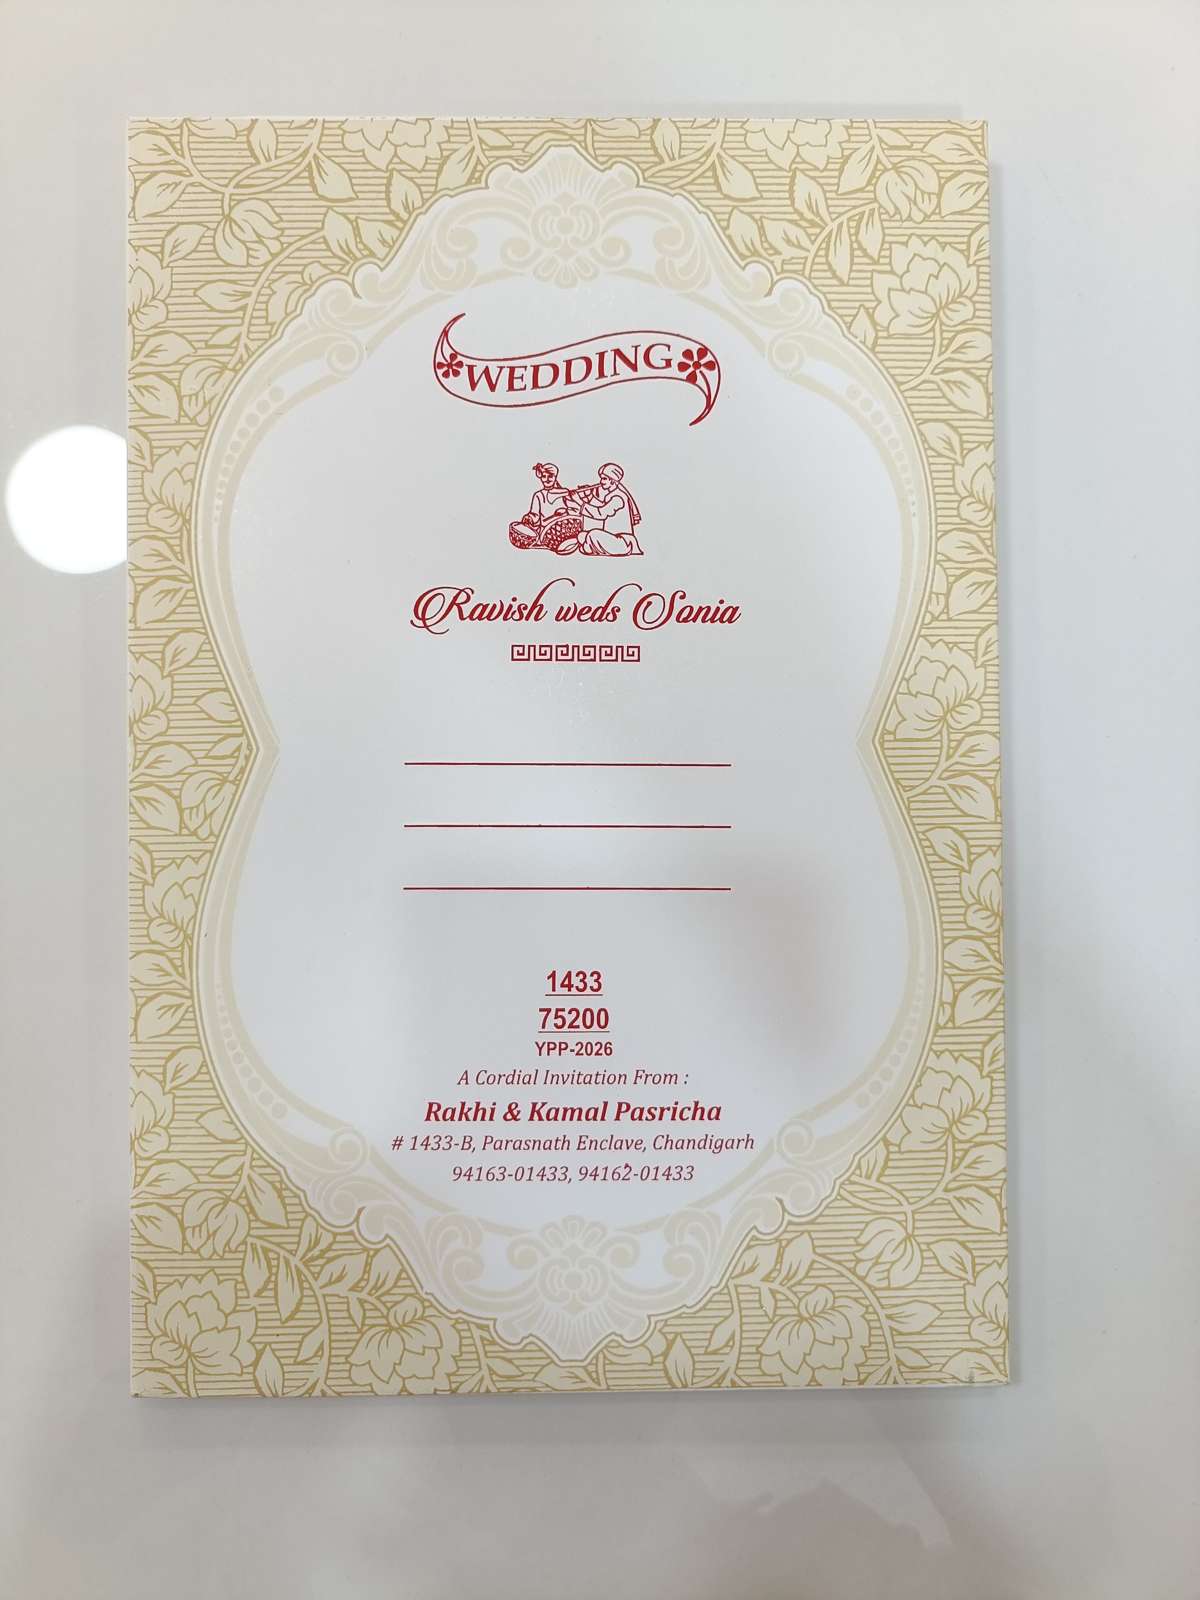 WEDDING
Ravish weds Sonia
1433
75200
YPP-2026
A Cordial Invitation From :
Rakhi & Kamal Pasricha
# 1433-B, Parasnath Enclave, Chandigarh
94163-01433, 94162-01433